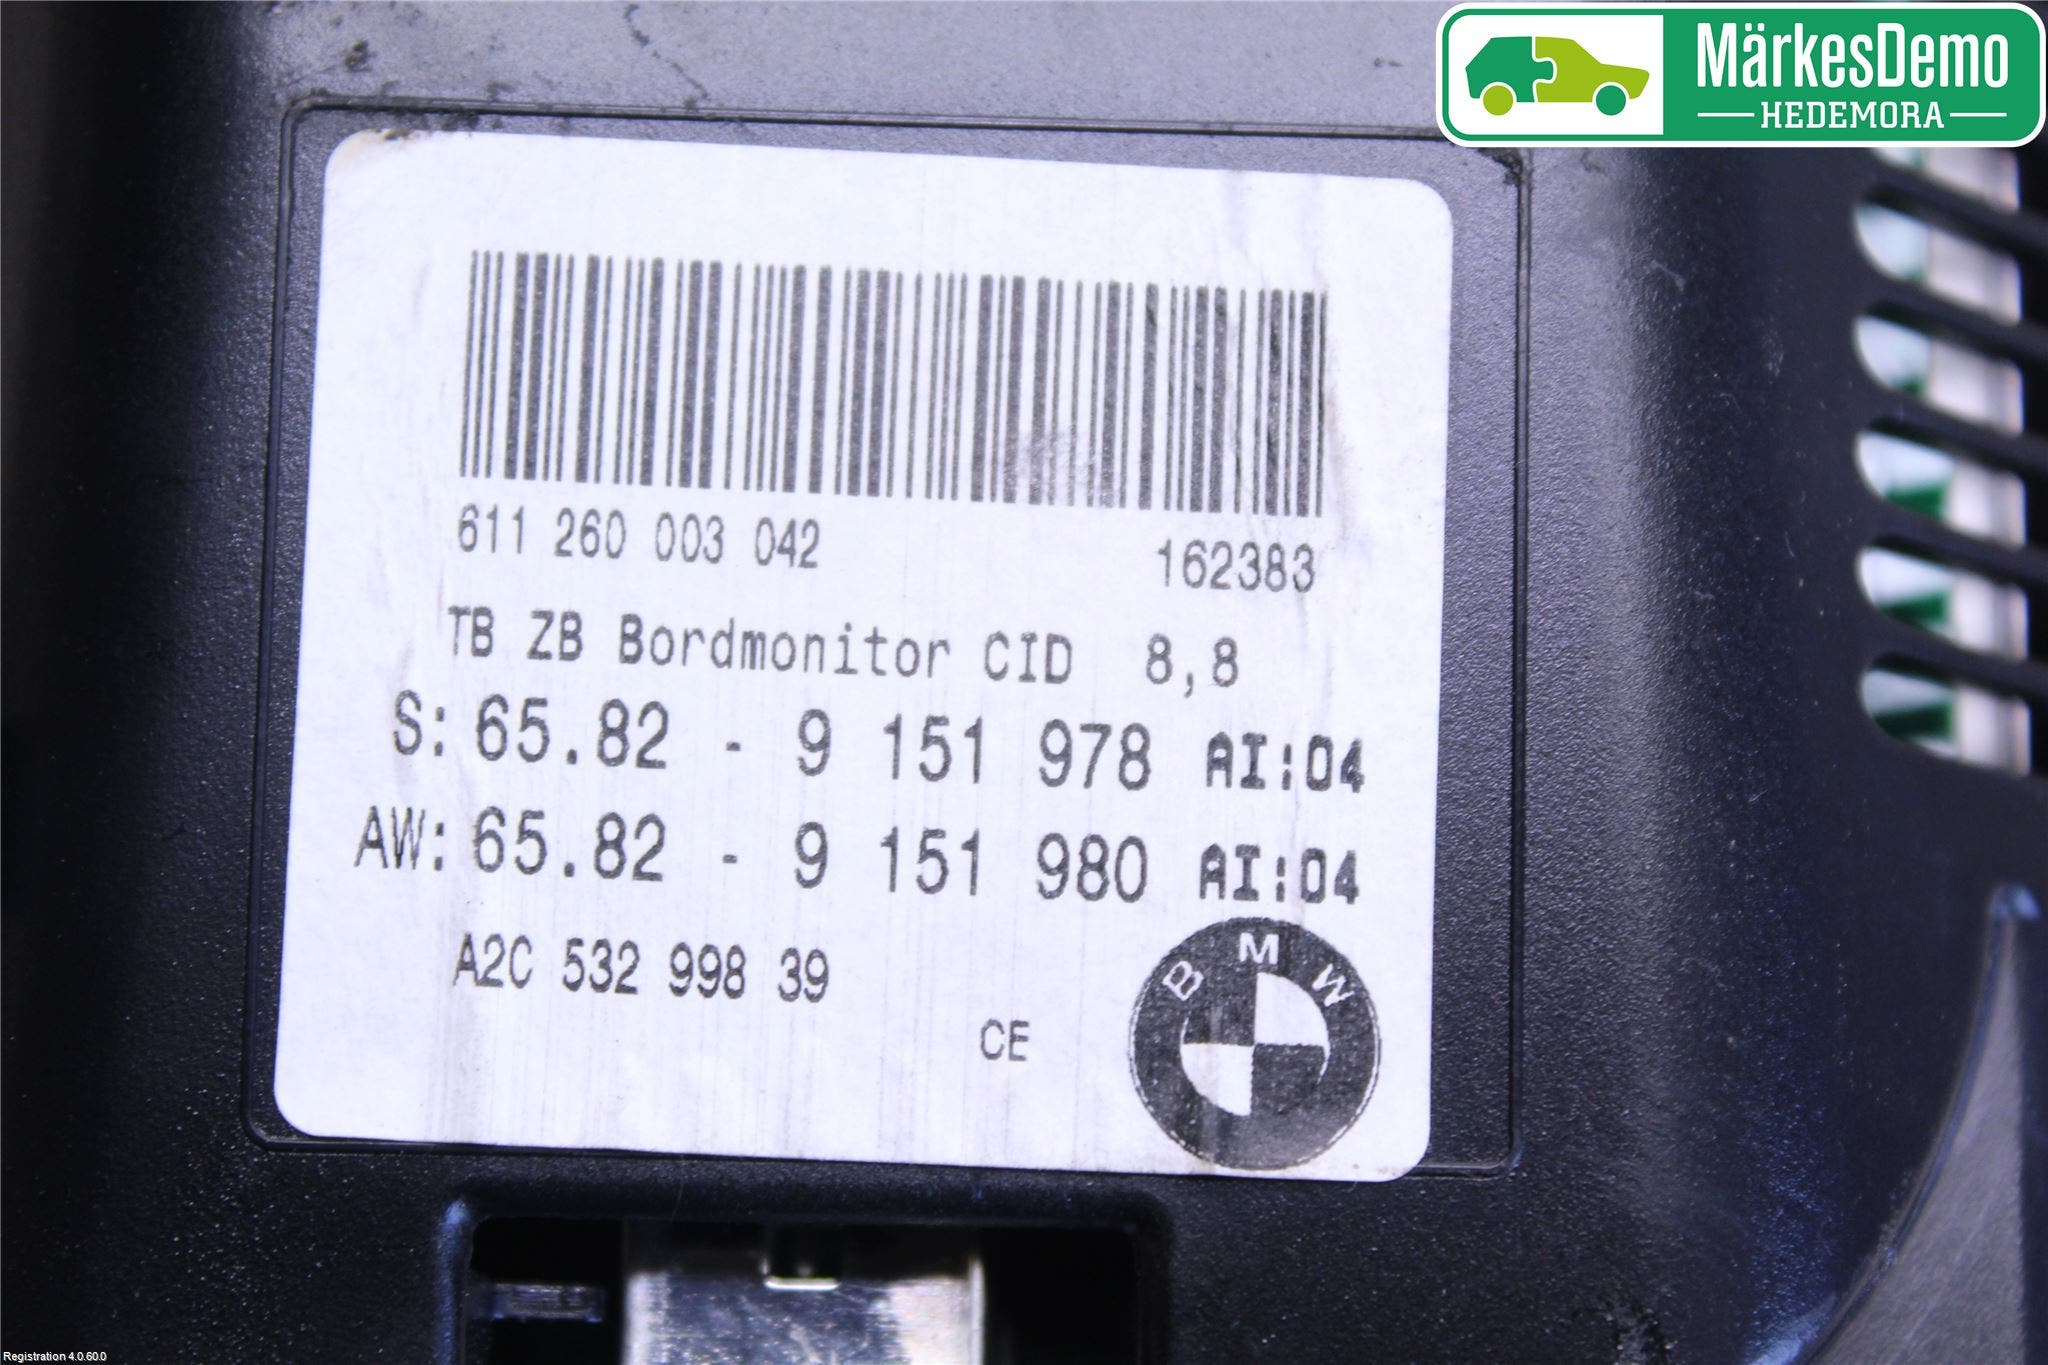 MärkesDemo
HEDEMORA
611 260 003 042 162383
TB ZB Bordmonitor CID 8,8
S: 65.82 - 9 151 978 AI:04
AW: 65.82 - 9 151 980 AI:04
A2C 532 998 39
CE
BMW
Registration 4.0.60.0